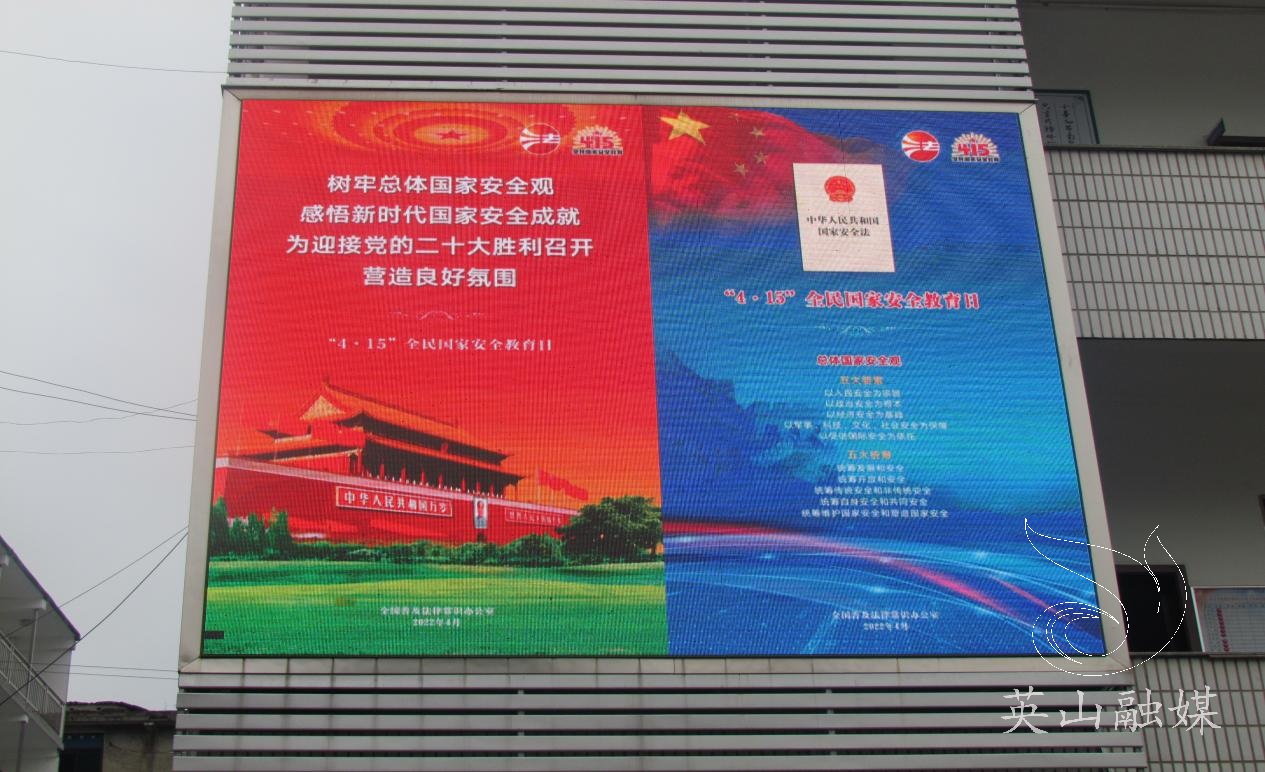 415
树牢总体国家安全观
感悟新时代国家安全成就
为迎接党的二十大胜利召开
营造良好氛围
“4·15”全民国家安全教育日
中华人民共和国万岁
全国普及法律常识办公室
2022年4月
415
中华人民共和国
国家安全法
“4·15”全民国家安全教育日
总体国家安全观
五大要素
以人民安全为宗旨
以政治安全为根本
以经济安全为基础
以军事、科技、文化、社会安全为保障
以促进国际安全为依托
五大统筹
统筹发展和安全
统筹开放和安全
统筹传统安全和非传统安全
统筹自身安全和共同安全
统筹维护国家安全和塑造国家安全
全国普及法律常识办公室
2022年4月
英山融媒